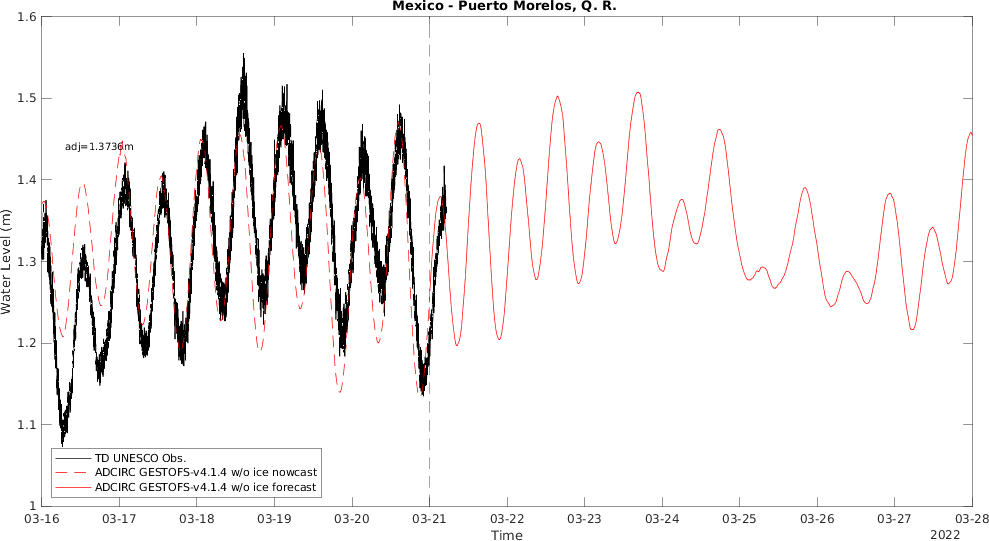 Mexico - Puerto Morelos, Q. R.
1.6
1.5
1.4
1.3
1.2
1.1
1
Water Level (m)
adj=1.3736m
TD UNESCO Obs.
ADCIRC GESTOFS-v4.1.4 w/o ice nowcast
ADCIRC GESTOFS-v4.1.4 w/o ice forecast
03-16 03-17 03-18 03-19 03-20 03-21 03-22 03-23 03-24 03-25 03-26 03-27 03-28
Time
2022